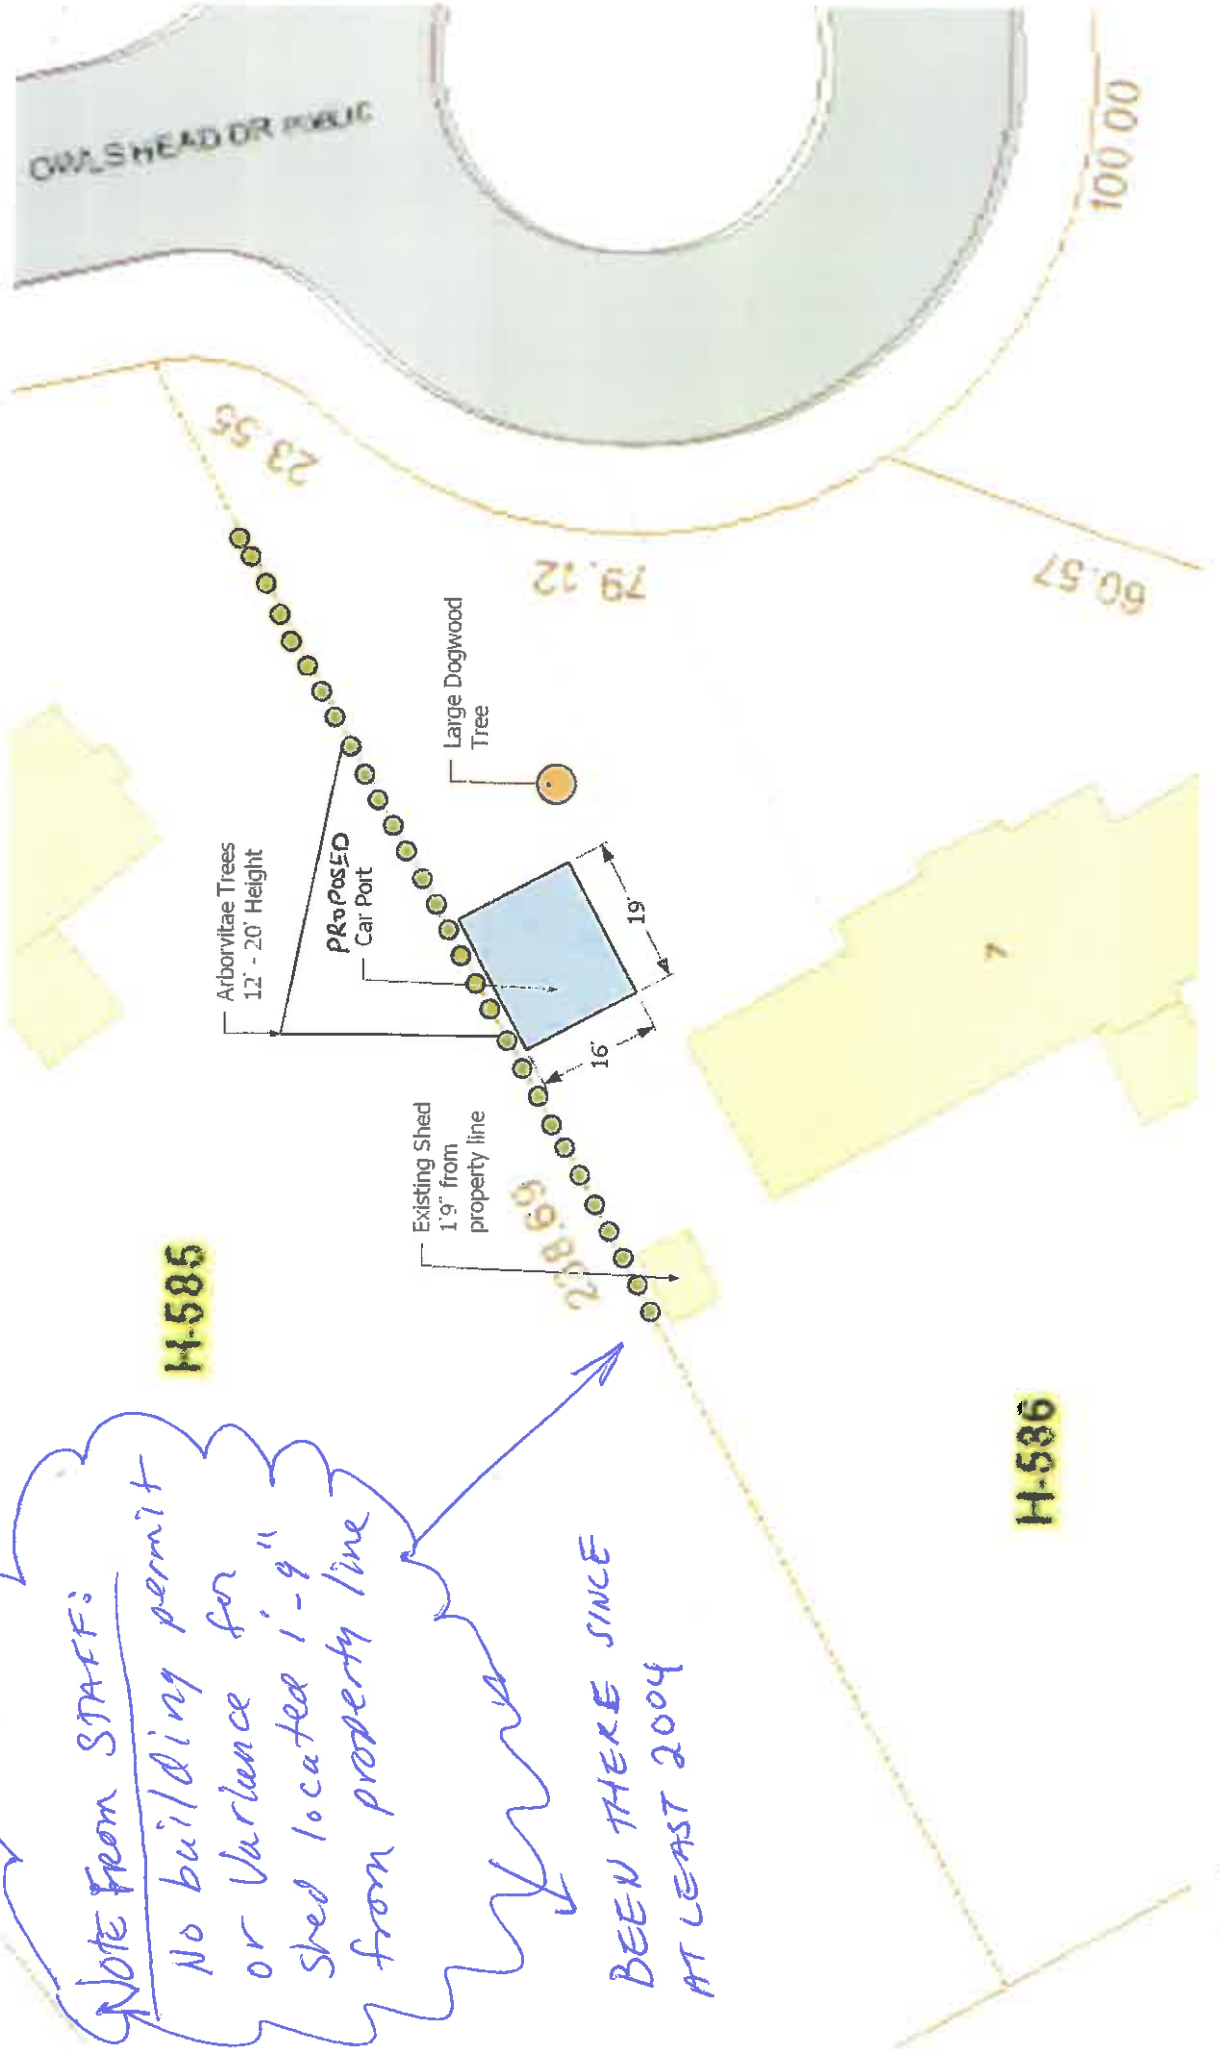 NOTE FROM STAFF:
No building permit
or Variance for
shed located 1'-9"
from property line
BEEN THERE SINCE
AT LEAST 2004
H-585
H-586
Existing Shed
1'9" from
property line
238.69
Arborvitae Trees
12' - 20' Height
PROPOSED
Car Port
16'
19'
Large Dogwood
Tree
7
23.55
79.12
60.57
100.00
OWLS HEAD DR PUBLIC